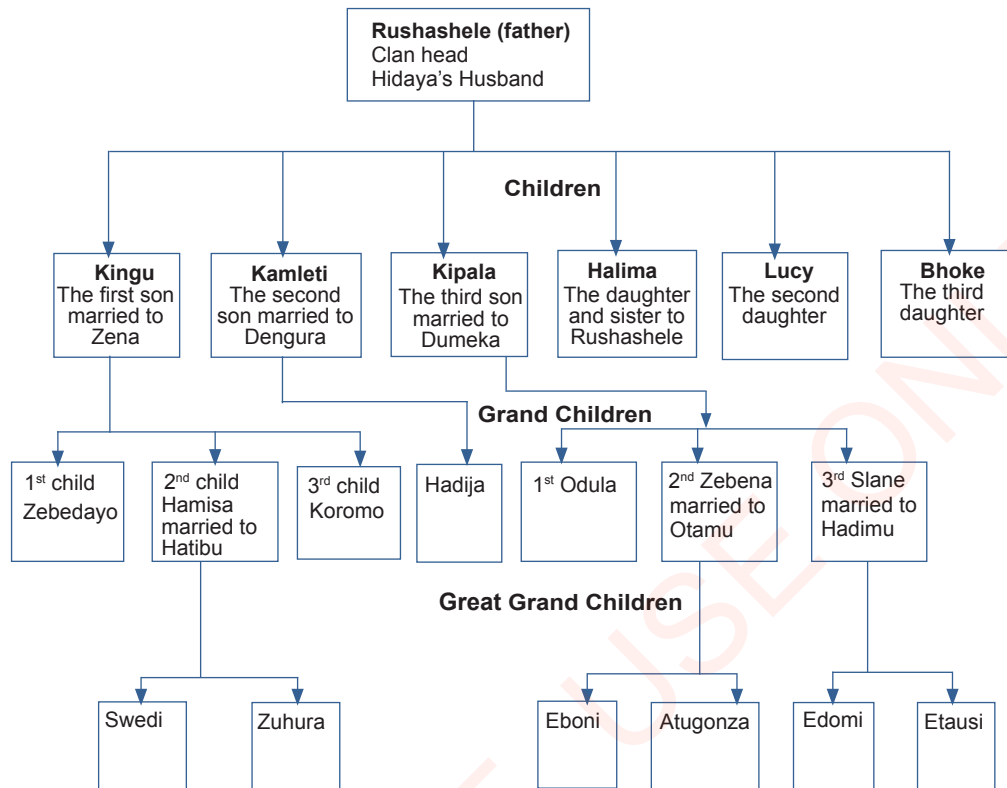 Rushashele (father)
Clan head
Hidaya's Husband
Children
Kingu
The first son
married to
Zena
Kamleti
The second
son married to
Dengura
Kipala
The third son
married to
Dumeka
Halima
The daughter
and sister to
Rushashele
Lucy
The second
daughter
Bhoke
The third
daughter
Grand Children
1st child
Zebedayo
2nd child
Hamisa
married to
Hatibu
3rd child
Koromo
Hadija
1st Odula
2nd Zebena
married to
Otamu
3rd Slane
married to
Hadimu
Great Grand Children
Swedi
Zuhura
Eboni
Atugonza
Edomi
Etausi
USE ONL